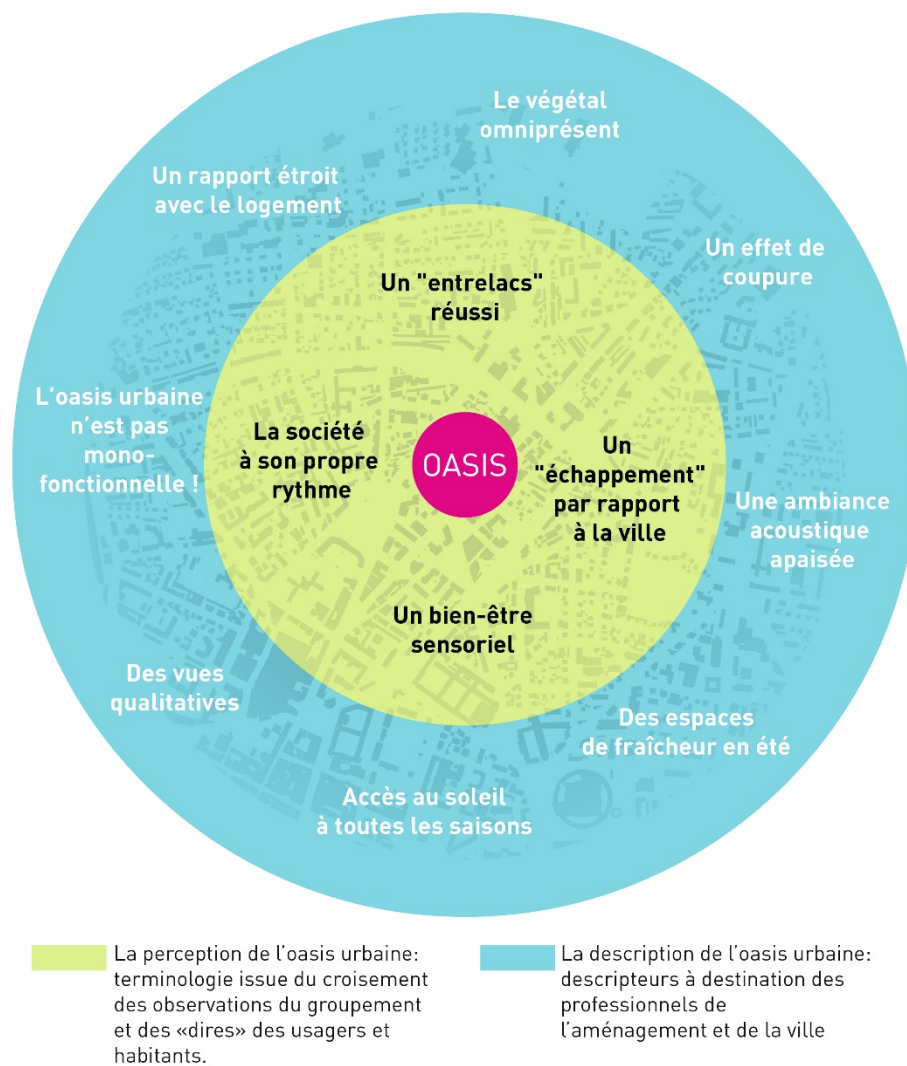 Le végétal
omniprésent
Un rapport étroit
avec le logement
Un effet de
coupure
Un "entrelacs"
réussi
L'oasis urbaine
n'est pas
mono-
fonctionnelle !
La société
à son propre
rythme
OASIS
Un
"échappement"
par rapport
à la ville
Une ambiance
acoustique
apaisée
Un bien-être
sensoriel
Des vues
qualitatives
Des espaces
de fraîcheur en été
Accès au soleil
à toutes les saisons
La perception de l'oasis urbaine:
terminologie issue du croisement
des observations du groupement
et des «dires» des usagers et
habitants.
La description de l'oasis urbaine:
descripteurs à destination des
professionnels de
l'aménagement et de la ville